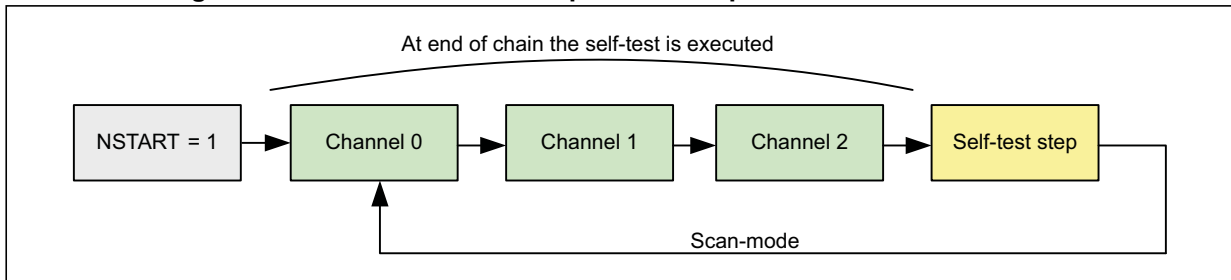 At end of chain the self-test is executed
NSTART = 1
Channel 0
Channel 1
Channel 2
Self-test step
Scan-mode